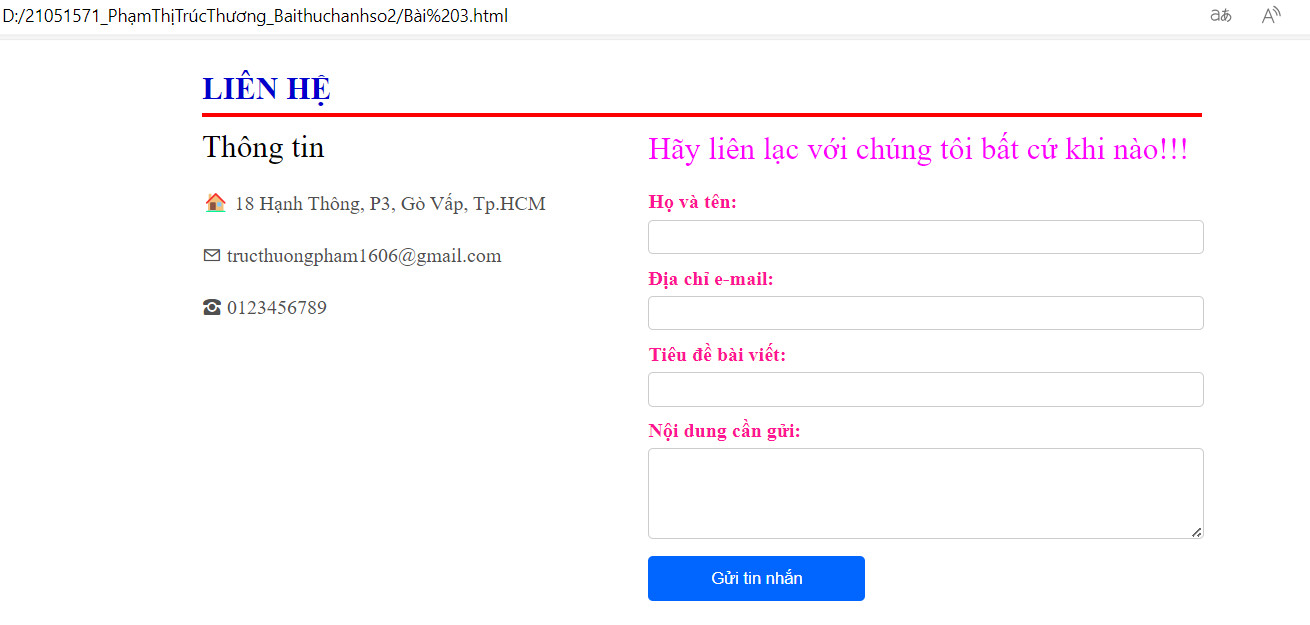 D:/21051571_PhạmThịTrúcThương_Baithuchanhso2/Bài%203.html
aあ
A
LIÊN HỆ
Thông tin
18 Hạnh Thông, P3, Gò Vấp, Tp.HCM
tructhuongpham1606@gmail.com
0123456789
Hãy liên lạc với chúng tôi bất cứ khi nào!!!
Họ và tên:
Địa chỉ e-mail:
Tiêu đề bài viết:
Nội dung cần gửi:
Gửi tin nhắn